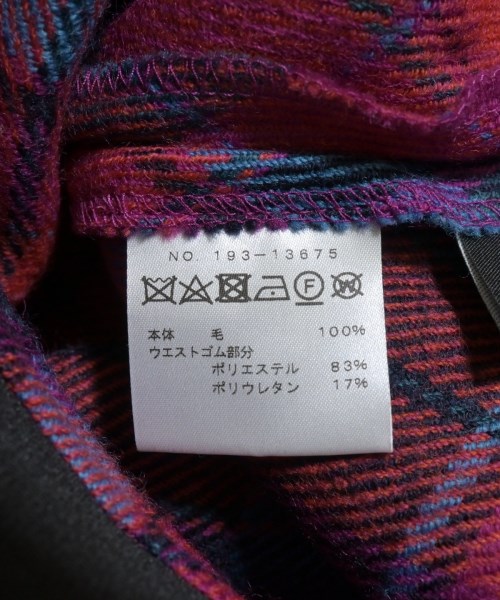 NO. 193-13675
F W
本体 毛 100%
ウエストゴム部分
ポリエステル 83%
ポリウレタン 17%